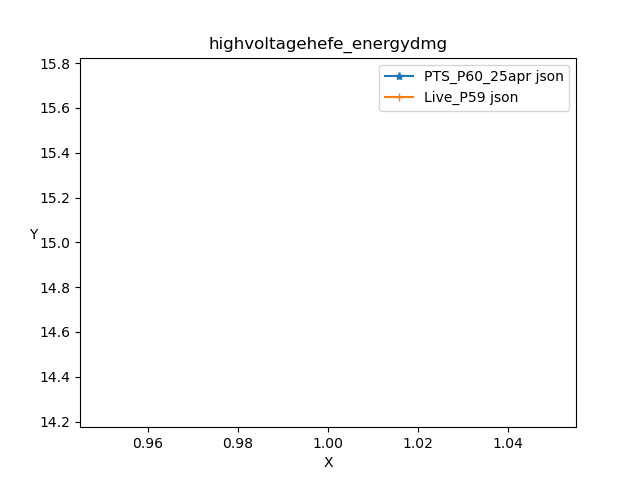 highvoltagehefe_energydmg
PTS_P60_25apr json
Live_P59 json
15.8
15.6
15.4
15.2
15.0
14.8
14.6
14.4
14.2
Y
0.96 0.98 1.00 1.02 1.04
X